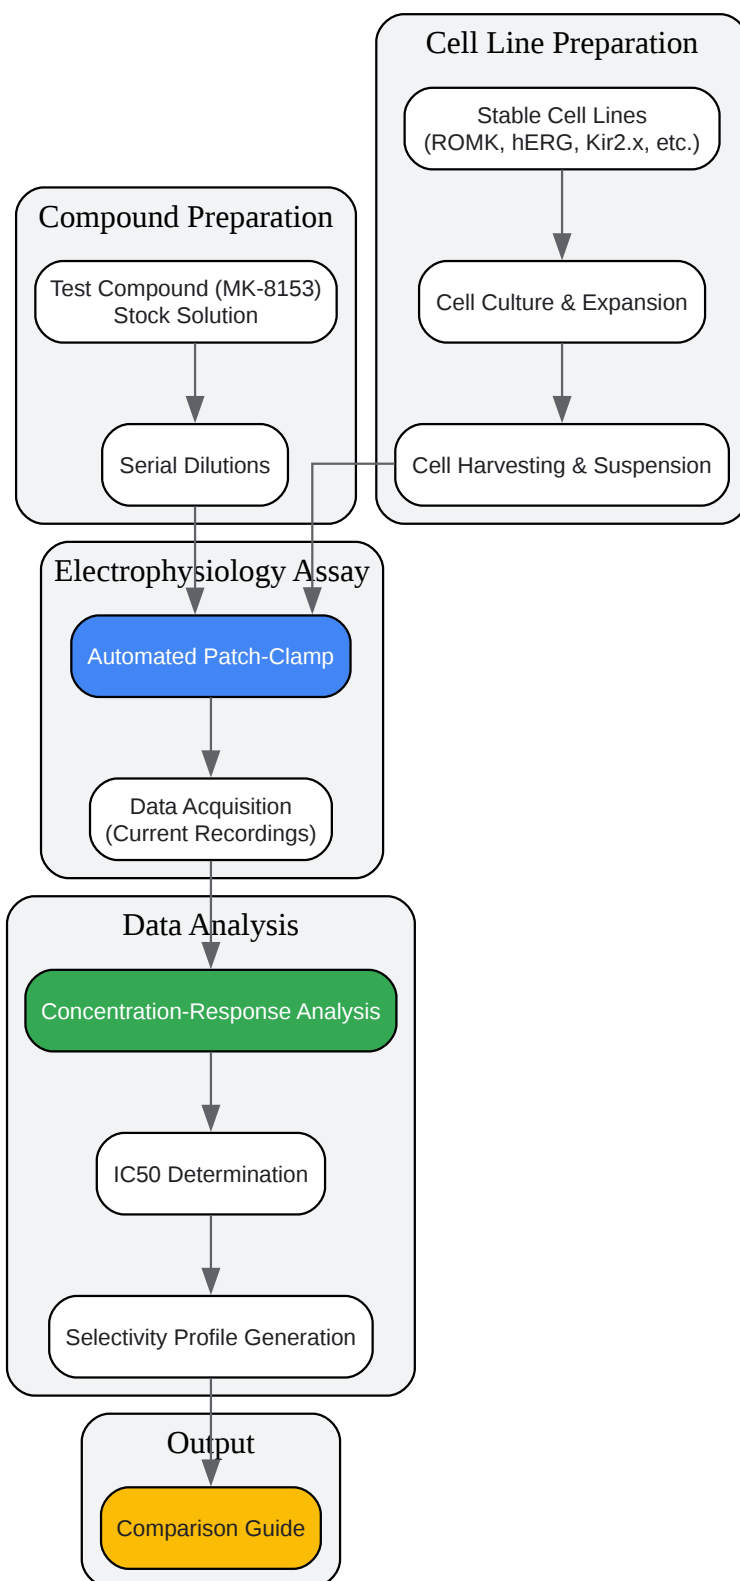 Cell Line Preparation
Stable Cell Lines
(ROMK, hERG, Kir2.x, etc.)
Cell Culture & Expansion
Cell Harvesting & Suspension
Compound Preparation
Test Compound (MK-8153)
Stock Solution
Serial Dilutions
Electrophysiology Assay
Automated Patch-Clamp
Data Acquisition
(Current Recordings)
Data Analysis
Concentration-Response Analysis
IC50 Determination
Selectivity Profile Generation
Output
Comparison Guide